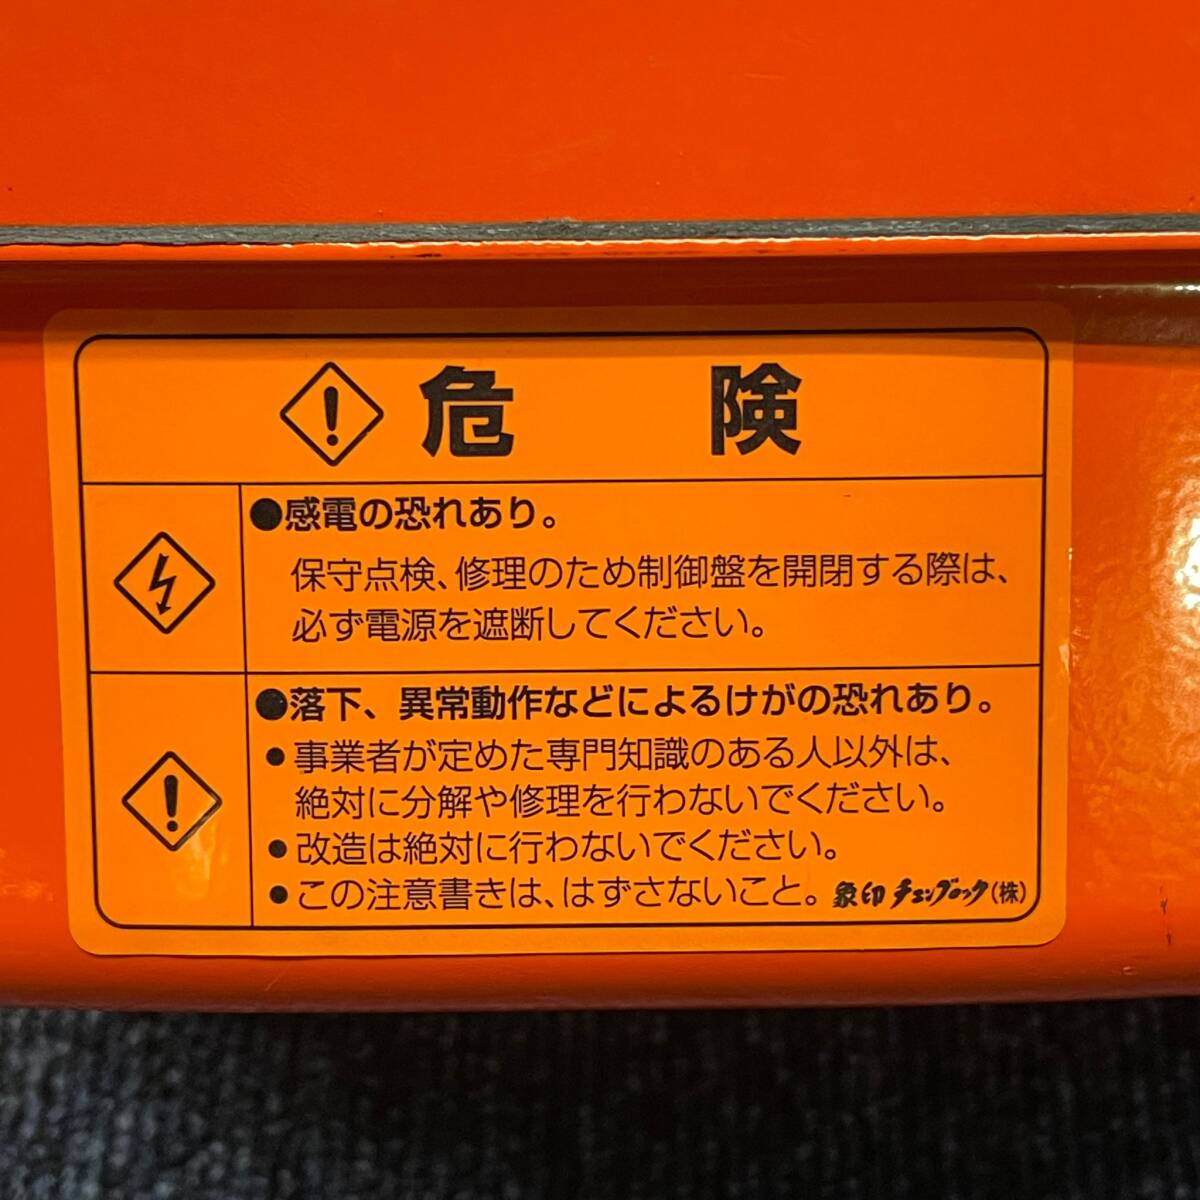 危 険
●感電の恐れあり。
保守点検、修理のため制御盤を開閉する際は、
必ず電源を遮断してください。
●落下、異常動作などによるけがの恐れあり。
●事業者が定めた専門知識のある人以外は、
絶対に分解や修理を行わないでください。
●改造は絶対に行わないでください。
●この注意書きは、はずさないこと。 象印チェンブロック(株)